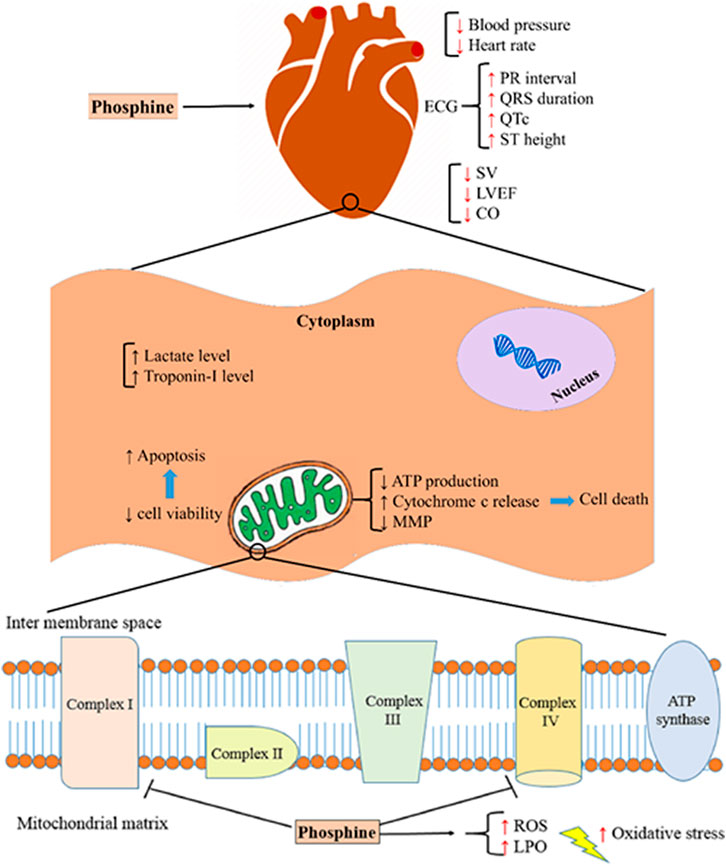 ↓ Blood pressure
↓ Heart rate
Phosphine
ECG
↑ PR interval
↑ QRS duration
↑ QTc
↑ ST height
↓ SV
↓ LVEF
↓ CO
Cytoplasm
↑ Lactate level
↑ Troponin-I level
Nucleus
↑ Apoptosis
↓ cell viability
↓ ATP production
↑ Cytochrome c release
↓ MMP
Cell death
Inter membrane space
Complex I
Complex II
Complex
III
Complex
IV
ATP
synthase
Mitochondrial matrix
Phosphine
↑ ROS
↑ LPO
↑ Oxidative stress